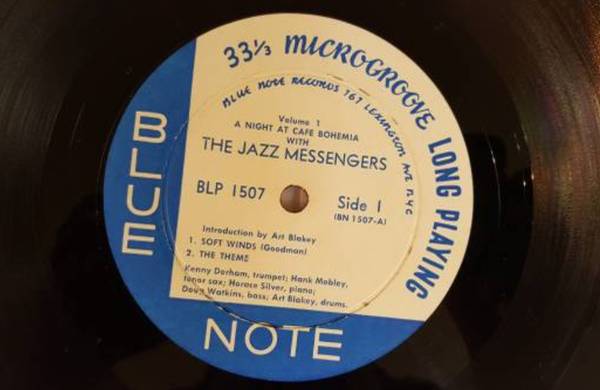 33⅓ MICROGROOVE LONG PLAYING
BLUE NOTE RECORDS 767 LEXINGTON AVE NYC
Volume 1
A NIGHT AT CAFE BOHEMIA
WITH
THE JAZZ MESSENGERS
BLP 1507
Side 1
(BN 1507-A)
Introduction by Art Blakey
1. SOFT WINDS (Goodman)
2. THE THEME
Kenny Dorham, trumpet; Hank Mobley,
tenor sax; Horace Silver, piano;
Doug Watkins, bass; Art Blakey, drums.
BLUE
NOTE